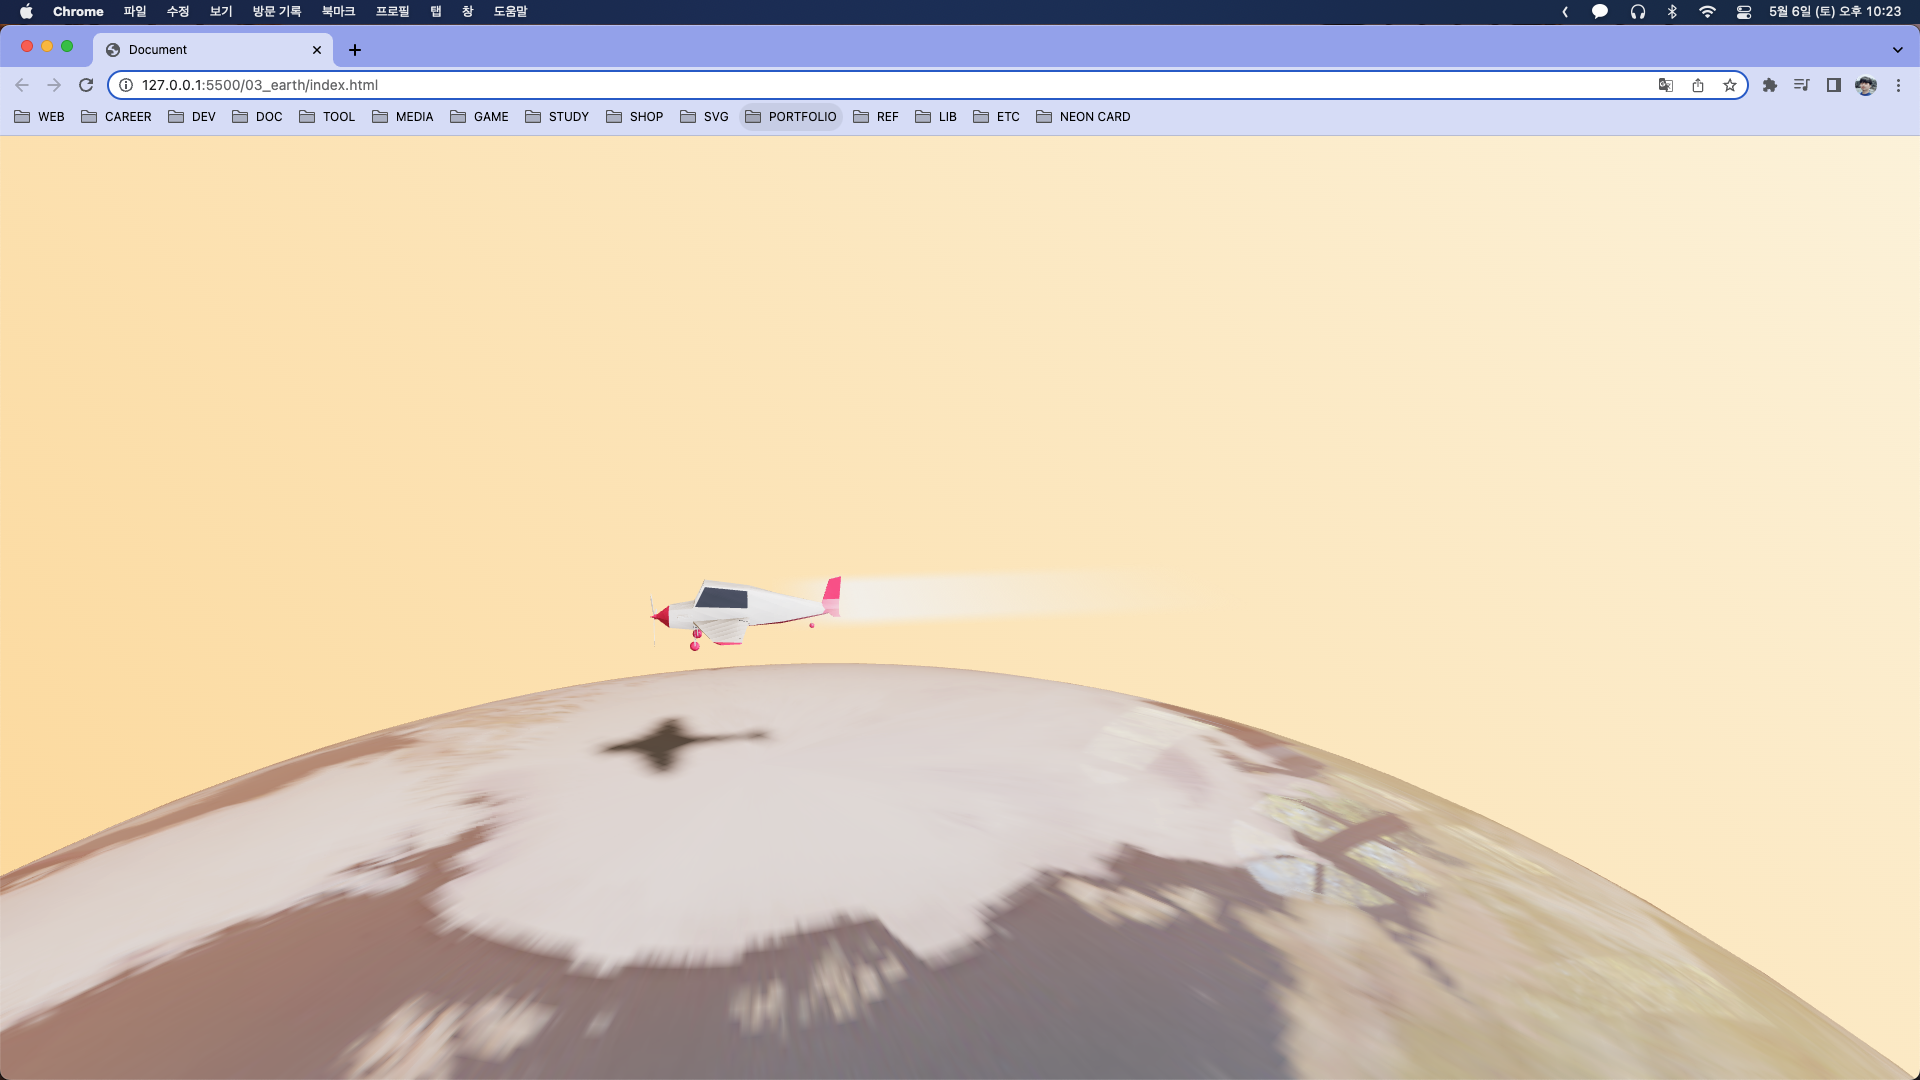 Chrome 파일 수정 보기 방문 기록 북마크 프로필 탭 창 도움말 5월 6일 (토) 오후 10:23
Document
127.0.0.1:5500/03_earth/index.html
WEB CAREER DEV DOC TOOL MEDIA GAME STUDY SHOP SVG PORTFOLIO REF LIB ETC NEON CARD